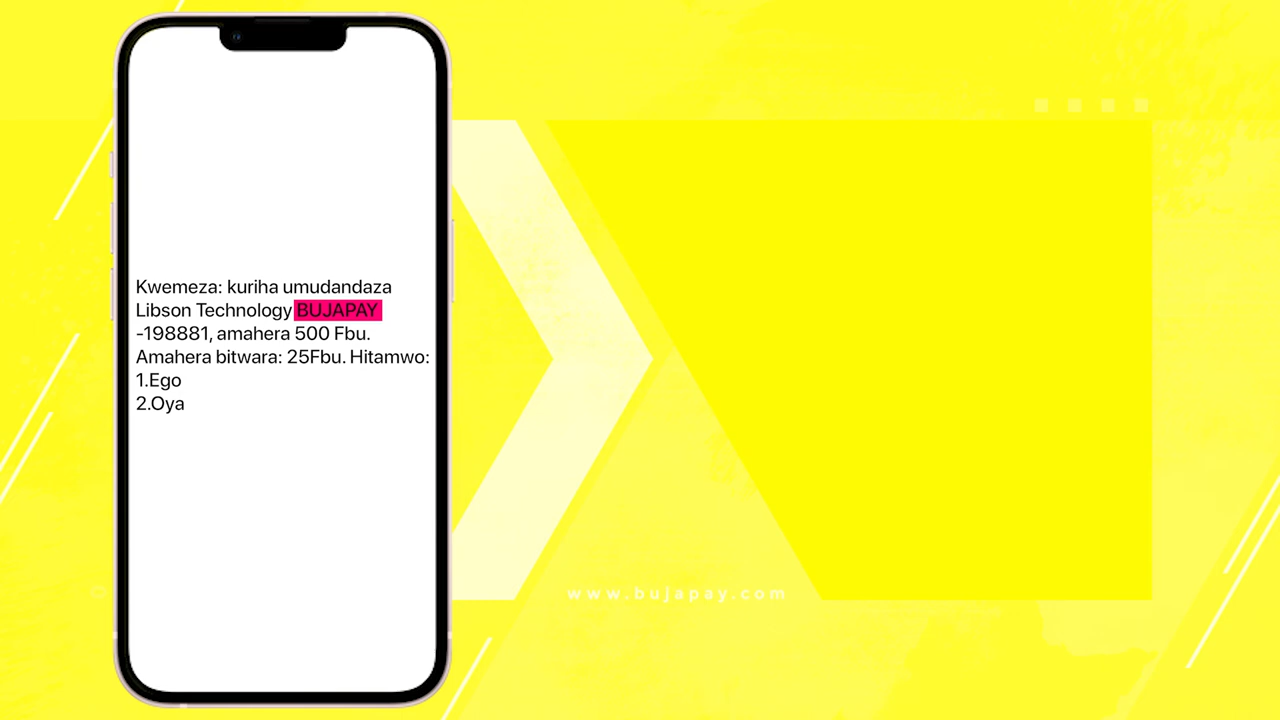 Kwemeza: kuriha umudandaza
Libson Technology BUJAPAY
-198881, amahera 500 Fbu.
Amahera bitwara: 25Fbu. Hitamwo:
1.Ego
2.Oya
www.bujapay.com